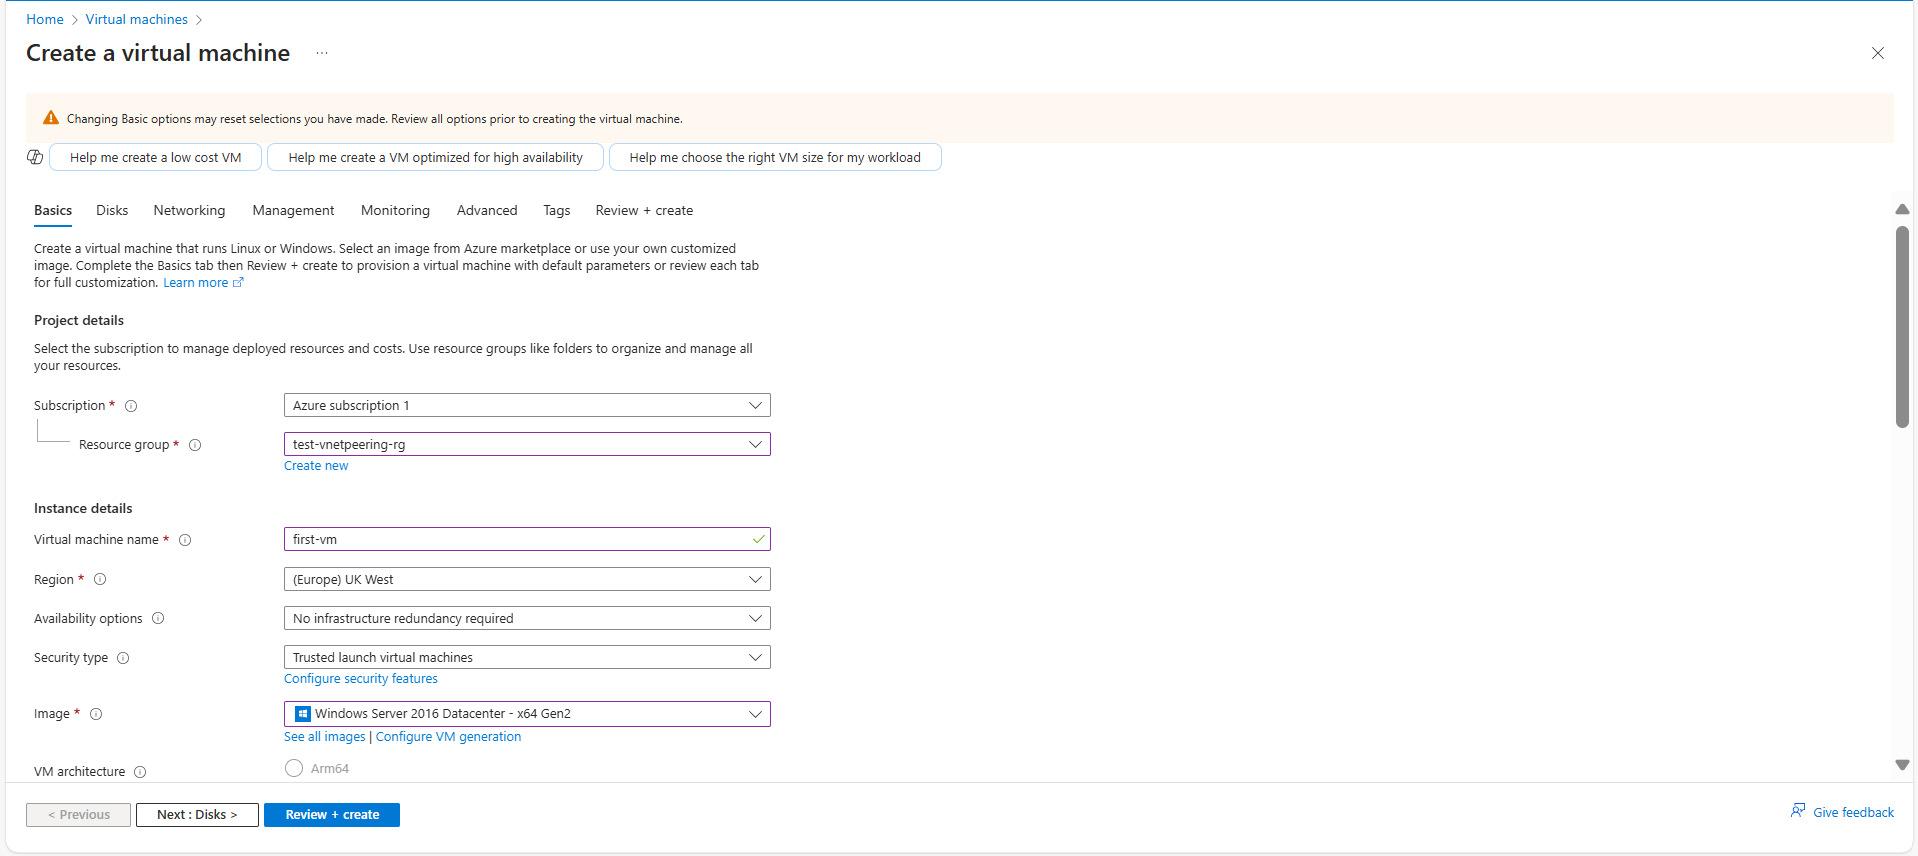 Home > Virtual machines >
Create a virtual machine ...
Changing Basic options may reset selections you have made. Review all options prior to creating the virtual machine.
Help me create a low cost VM
Help me create a VM optimized for high availability
Help me choose the right VM size for my workload
Basics Disks Networking Management Monitoring Advanced Tags Review + create
Create a virtual machine that runs Linux or Windows. Select an image from Azure marketplace or use your own customized
image. Complete the Basics tab then Review + create to provision a virtual machine with default parameters or review each tab
for full customization. Learn more
Project details
Select the subscription to manage deployed resources and costs. Use resource groups like folders to organize and manage all
your resources.
Subscription * Azure subscription 1
Resource group * test-vnetpeering-rg
Create new
Instance details
Virtual machine name * first-vm
Region * (Europe) UK West
Availability options No infrastructure redundancy required
Security type Trusted launch virtual machines
Configure security features
Image * Windows Server 2016 Datacenter - x64 Gen2
See all images | Configure VM generation
VM architecture Arm64
< Previous Next : Disks > Review + create Give feedback